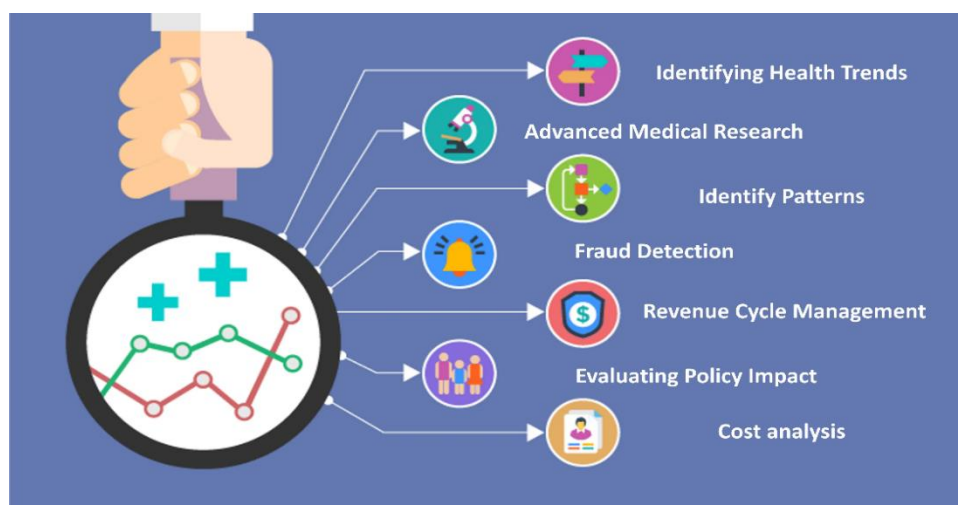 Identifying Health Trends
Advanced Medical Research
Identify Patterns
Fraud Detection
$
Revenue Cycle Management
Evaluating Policy Impact
Cost analysis